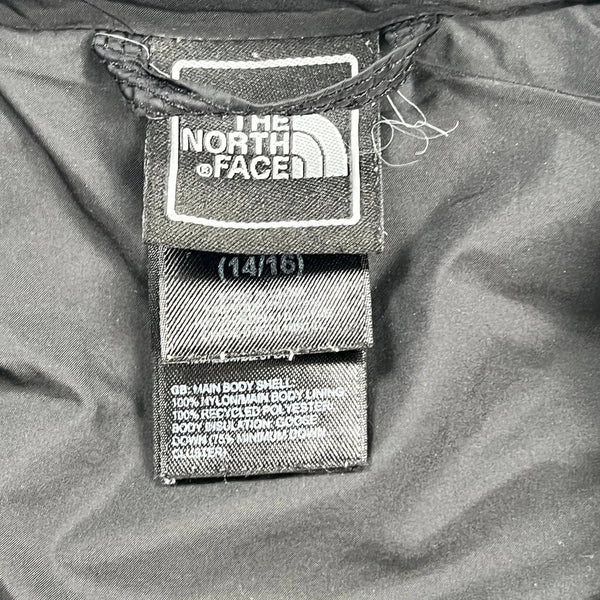 THE
NORTH
®FACE
(14/16)
GB: MAIN BODY SHELL:
100% NYLON/MAIN BODY LINING
100% RECYCLED POLYESTER
BODY INSULATION: GOOSE
DOWN (75% MINIMUM DOWN
CLUSTER).